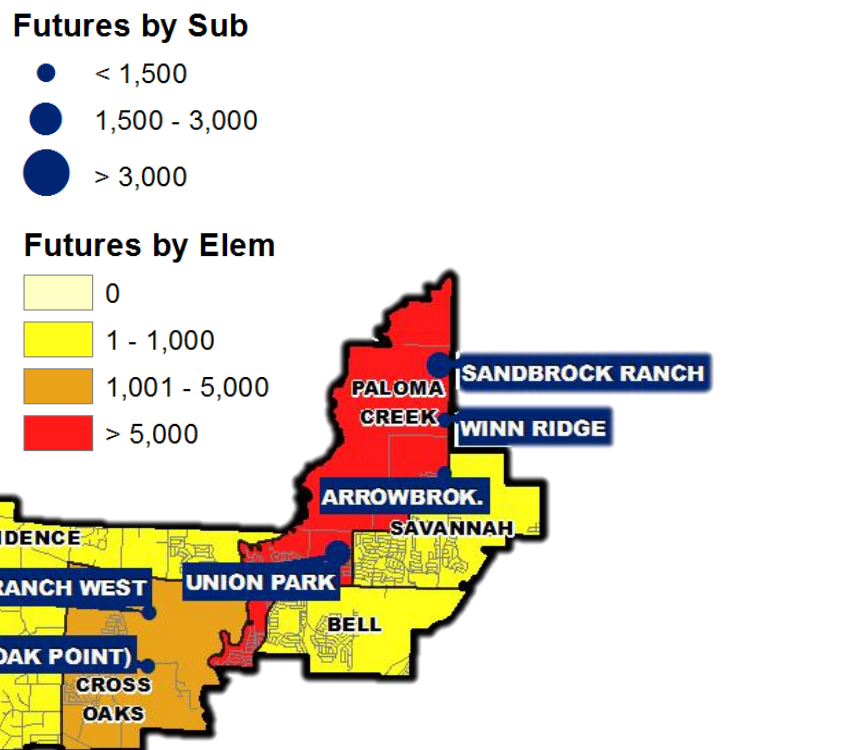 Futures by Sub
< 1,500
1,500 - 3,000
> 3,000
Futures by Elem
0
1 - 1,000
1,001 - 5,000
> 5,000
SANDBROCK RANCH
PALOMA
CREEK
WINN RIDGE
ARROWBROK.
SAVANNAH
IDENCE
RANCH WEST
UNION PARK
BELL
OAK POINT)
CROSS
OAKS